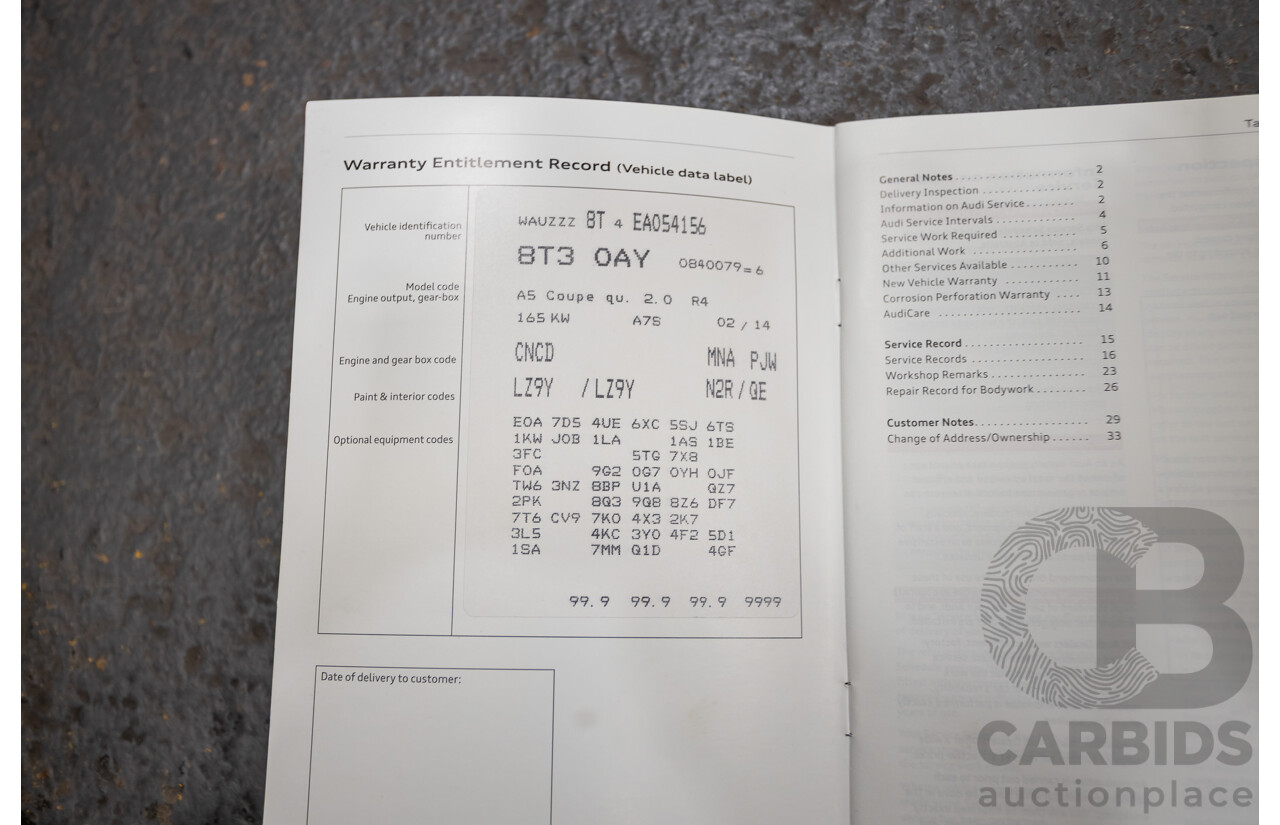 Warranty Entitlement Record (Vehicle data label)
Vehicle identification
number
WAUZZZ 8T 4 EA054156
8T3 0AY 0840079=6
Model code
Engine output, gear-box
A5 Coupe qu. 2.0 R4
165 KW A7S 02 / 14
Engine and gear box code
CNCD MNA PJW
Paint & interior codes
LZ9Y / LZ9Y N2R / QE
Optional equipment codes
E0A 7D5 4UE 6XC 5SJ 6TS
1KW J0B 1LA 1AS 1BE
3FC 5TG 7X8
F0A 9G2 0G7 0YH 0JF
TW6 3NZ 8BP U1A QZ7
2PK 8Q3 9Q8 8Z6 DF7
7T6 CV9 7K0 4X3 2K7
3L5 4KC 3Y0 4F2 5D1
1SA 7MM Q1D 4GF
99. 9 99. 9 99. 9 9999
Date of delivery to customer:
Ta
General Notes . . . . . . . . . . . . . . . . . . . 2
Delivery Inspection . . . . . . . . . . . . . . 2
Information on Audi Service . . . . . . . 2
Audi Service Intervals . . . . . . . . . . . . 4
Service Work Required . . . . . . . . . . . 5
Additional Work . . . . . . . . . . . . . . . . 6
Other Services Available . . . . . . . . . . 10
New Vehicle Warranty . . . . . . . . . . . 11
Corrosion Perforation Warranty . . . . 13
AudiCare . . . . . . . . . . . . . . . . . . . . . 14
Service Record . . . . . . . . . . . . . . . . . 15
Service Records . . . . . . . . . . . . . . . . 16
Workshop Remarks . . . . . . . . . . . . . 23
Repair Record for Bodywork . . . . . . . 26
Customer Notes . . . . . . . . . . . . . . . . 29
Change of Address/Ownership . . . . . 33
CB
CARBIDS
auctionplace